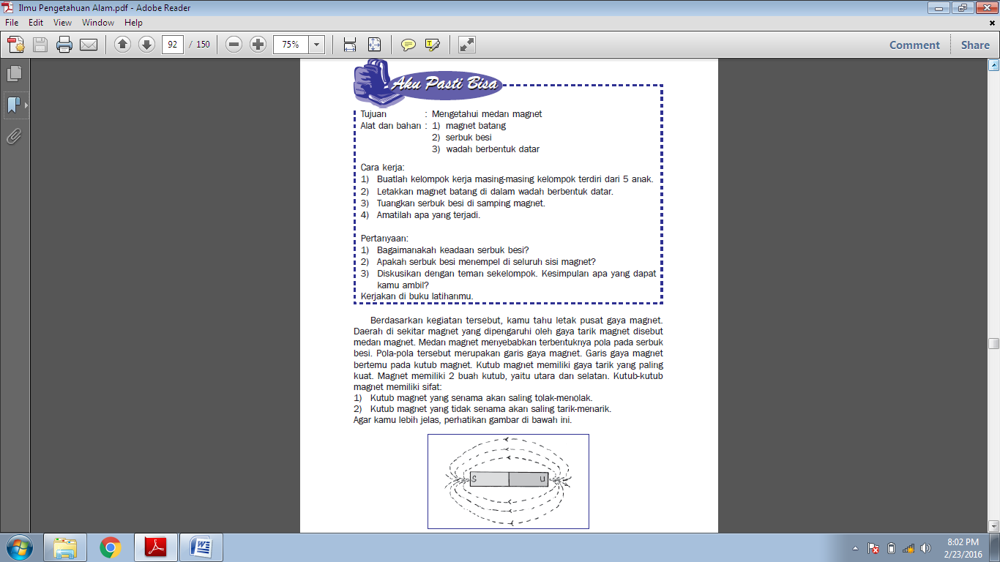 Ilmu Pengetahuan Alam.pdf - Adobe Reader
File Edit View Window Help
92 / 150 75% Comment Share
Aku Pasti Bisa
Tujuan : Mengetahui medan magnet
Alat dan bahan : 1) magnet batang
2) serbuk besi
3) wadah berbentuk datar
Cara kerja:
1) Buatlah kelompok kerja masing-masing kelompok terdiri dari 5 anak.
2) Letakkan magnet batang di dalam wadah berbentuk datar.
3) Tuangkan serbuk besi di samping magnet.
4) Amatilah apa yang terjadi.
Pertanyaan:
1) Bagaimanakah keadaan serbuk besi?
2) Apakah serbuk besi menempel di seluruh sisi magnet?
3) Diskusikan dengan teman sekelompok. Kesimpulan apa yang dapat
kamu ambil?
Kerjakan di buku latihanmu.
Berdasarkan kegiatan tersebut, kamu tahu letak pusat gaya magnet.
Daerah di sekitar magnet yang dipengaruhi oleh gaya tarik magnet disebut
medan magnet. Medan magnet menyebabkan terbentuknya pola pada serbuk
besi. Pola-pola tersebut merupakan garis gaya magnet. Garis gaya magnet
bertemu pada kutub magnet. Kutub magnet memiliki gaya tarik yang paling
kuat. Magnet memiliki 2 buah kutub, yaitu utara dan selatan. Kutub-kutub
magnet memiliki sifat:
1) Kutub magnet yang senama akan saling tolak-menolak.
2) Kutub magnet yang tidak senama akan saling tarik-menarik.
Agar kamu lebih jelas, perhatikan gambar di bawah ini.
S U
8:02 PM
2/23/2016